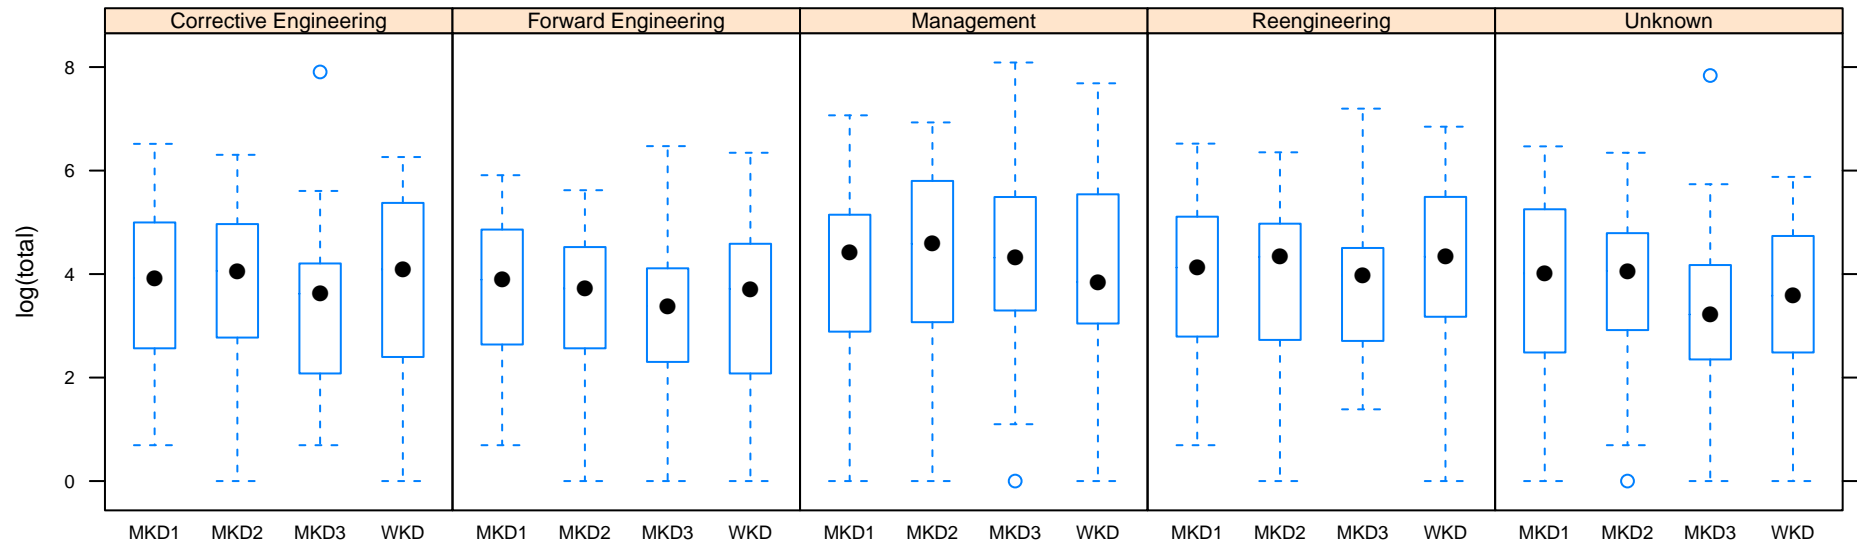 Corrective Engineering Forward Engineering Management Reengineering Unknown
log(total)
8
6
4
2
0
MKD1 MKD2 MKD3 WKD MKD1 MKD2 MKD3 WKD MKD1 MKD2 MKD3 WKD MKD1 MKD2 MKD3 WKD MKD1 MKD2 MKD3 WKD